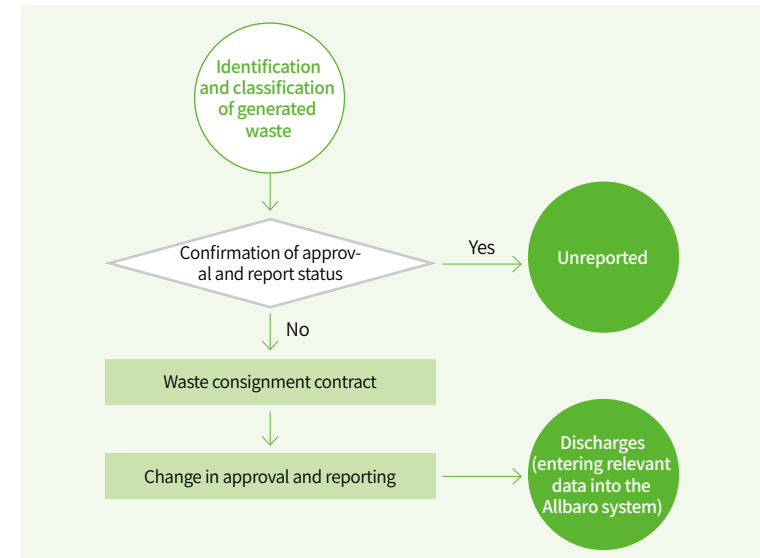 Identification
and classification
of generated
waste
Confirmation of approv-
al and report status
Yes
Unreported
No
Waste consignment contract
Change in approval and reporting
Discharges
(entering relevant
data into the
Allbaro system)